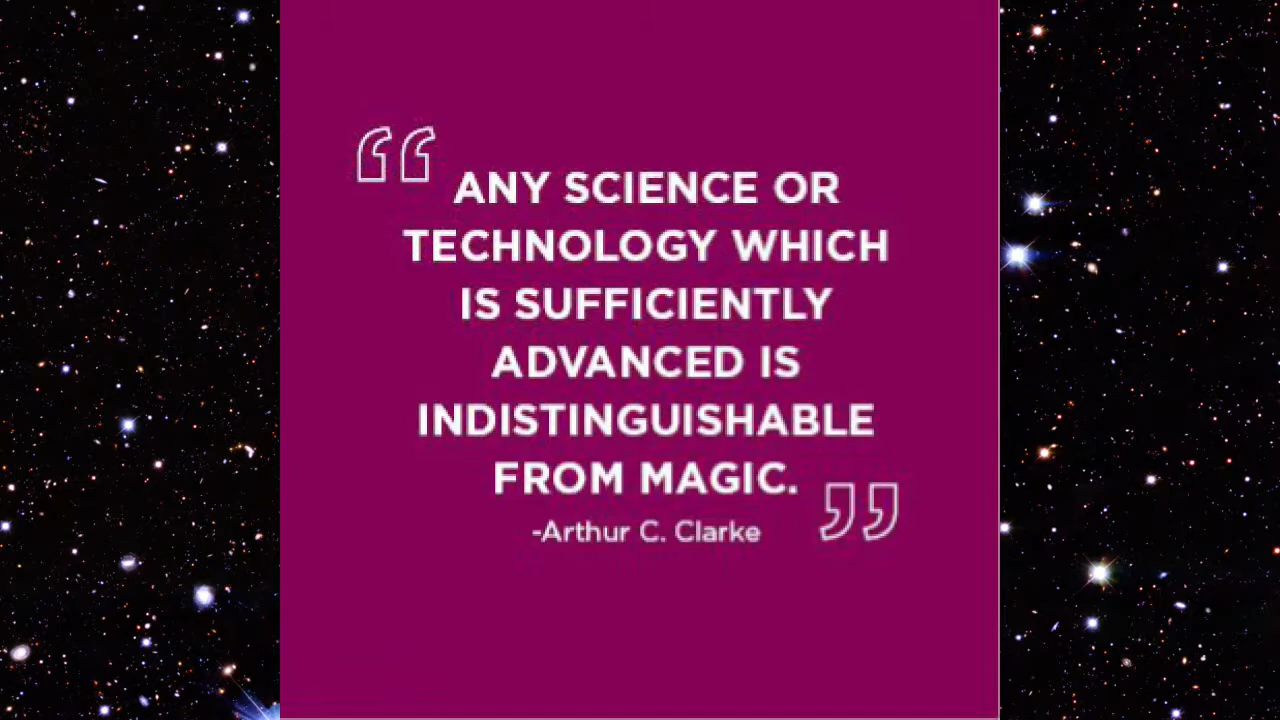 “ ANY SCIENCE OR
TECHNOLOGY WHICH
IS SUFFICIENTLY
ADVANCED IS
INDISTINGUISHABLE
FROM MAGIC. ”
-Arthur C. Clarke